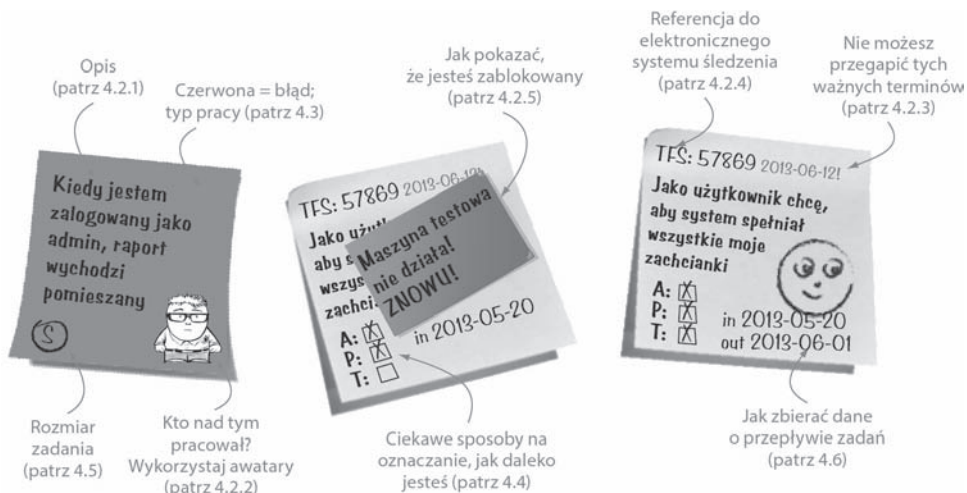 Opis
(patrz 4.2.1)
Czerwona = błąd;
typ pracy (patrz 4.3)
Jak pokazać,
że jesteś zablokowany
(patrz 4.2.5)
Referencja do
elektronicznego
systemu śledzenia
(patrz 4.2.4)
Nie możesz
przegapić tych
ważnych terminów
(patrz 4.2.3)
Kiedy jestem
zalogowany jako
admin, raport
wychodzi
pomieszany
S
TFS: 57869 2013-06-12!
Jako
aby
zachci
Maszyna testowa
nie działa!
ZNOWU!
A: X
P: X
T:
in 2013-05-20
TFS: 57869 2013-06-12!
Jako użytkownik chcę,
aby system spełniał
wszystkie moje
zachcianki
A: X
P: X
T: X
in 2013-05-20
out 2013-06-01
Rozmiar
zadania
(patrz 4.5)
Kto nad tym
pracował?
Wykorzystaj awatary
(patrz 4.2.2)
Ciekawe sposoby na
oznaczanie, jak daleko
jesteś (patrz 4.4)
Jak zbierać dane
o przepływie zadań
(patrz 4.6)